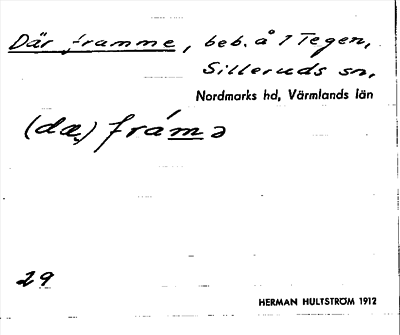 Där framme, beb. å 1 Tegen,
Silleruds sn,
Nordmarks hd, Värmlands län
(dæ) frámə
29
HERMAN HULTSTRÖM 1912